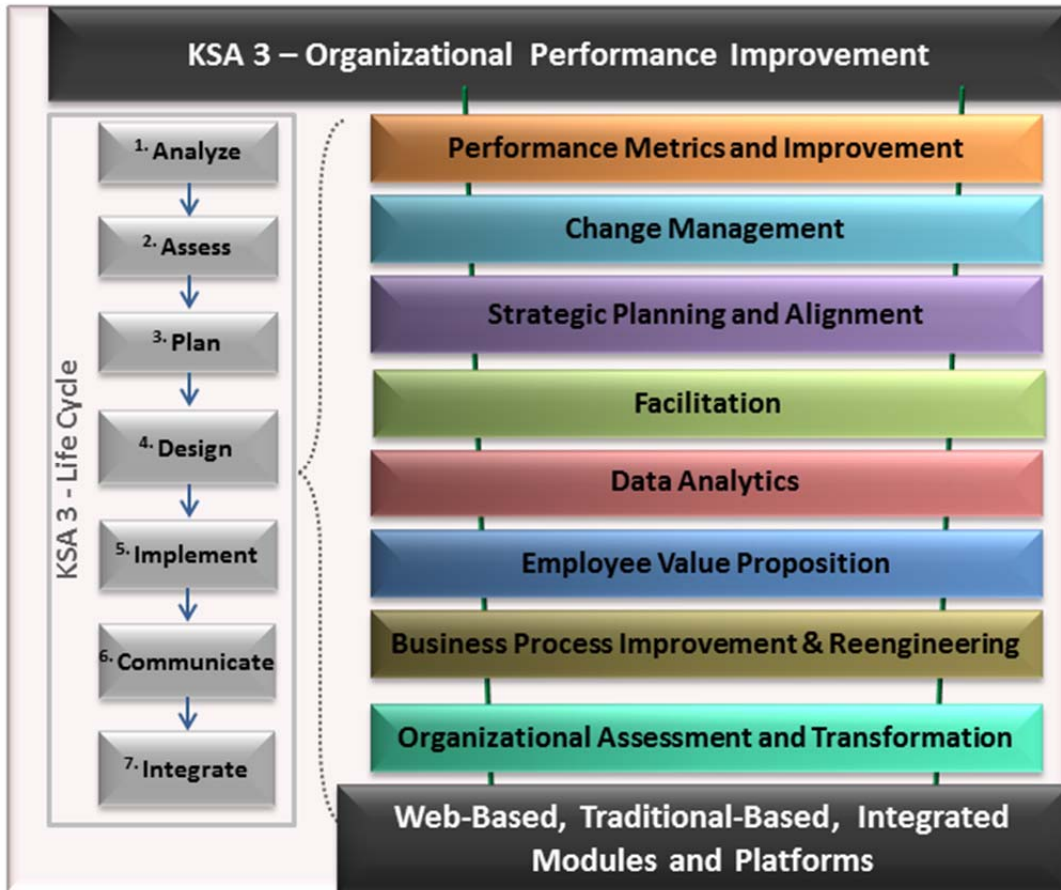 KSA 3 – Organizational Performance Improvement
KSA 3 - Life Cycle
1. Analyze
2. Assess
3. Plan
4. Design
5. Implement
6. Communicate
7. Integrate
Performance Metrics and Improvement
Change Management
Strategic Planning and Alignment
Facilitation
Data Analytics
Employee Value Proposition
Business Process Improvement & Reengineering
Organizational Assessment and Transformation
Web-Based, Traditional-Based, Integrated
Modules and Platforms